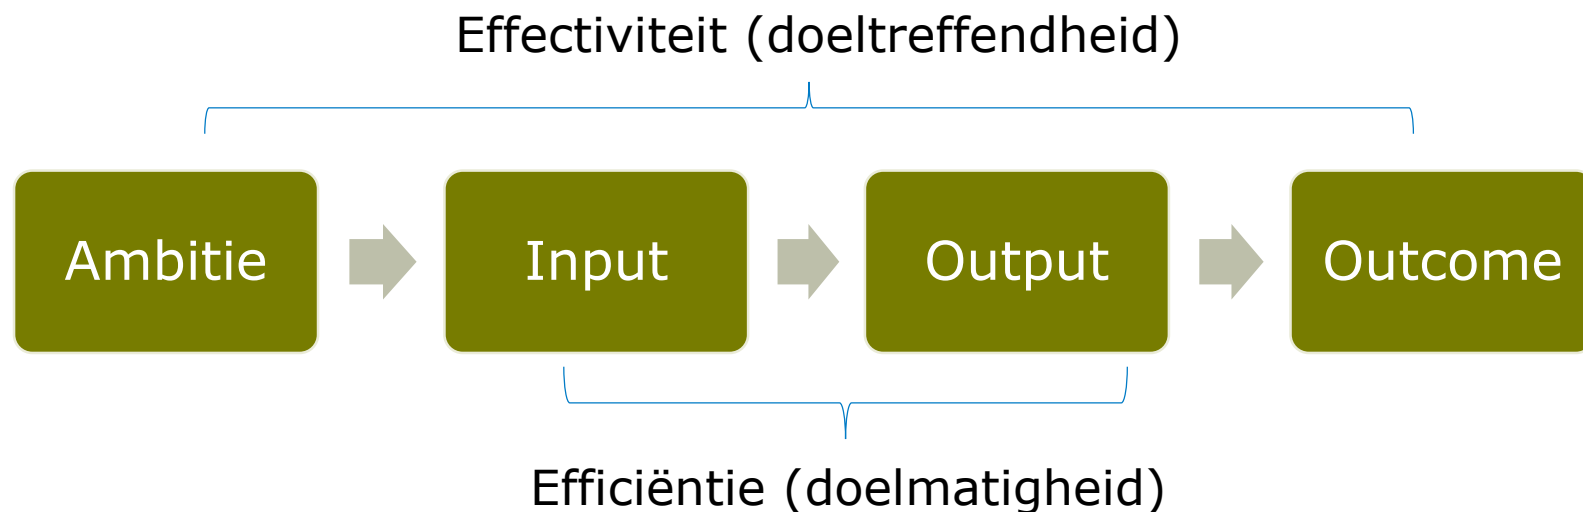 Effectiviteit (doeltreffendheid)
Ambitie
Input
Output
Outcome
Efficiëntie (doelmatigheid)